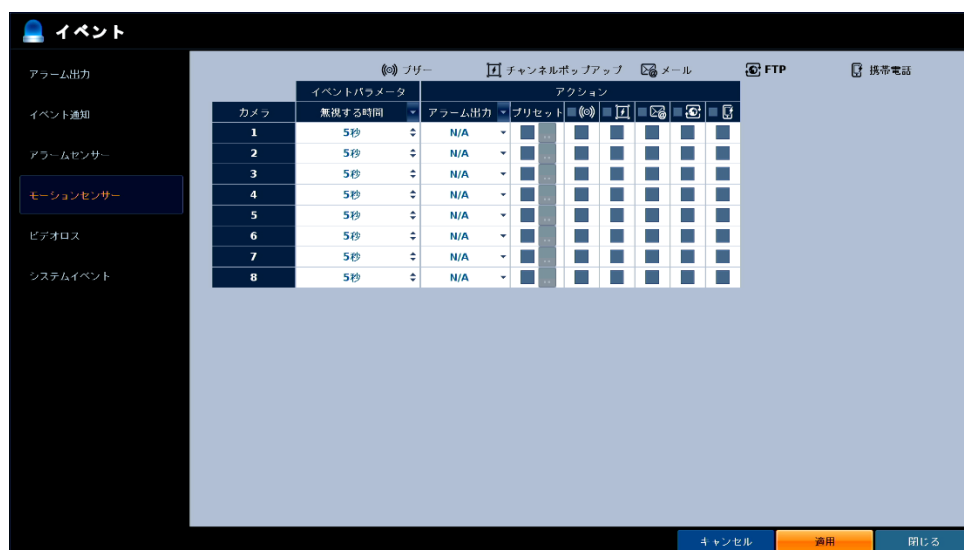 イベント
アラーム出力
イベント通知
アラームセンサー
モーションセンサー
ビデオロス
システムイベント
ブザー チャンネルポップアップ メール FTP 携帯電話
イベントパラメータ アクション
カメラ 無視する時間 アラーム出力 プリセット
1 5秒 N/A ..
2 5秒 N/A ..
3 5秒 N/A ..
4 5秒 N/A ..
5 5秒 N/A ..
6 5秒 N/A ..
7 5秒 N/A ..
8 5秒 N/A ..
キャンセル 適用 閉じる